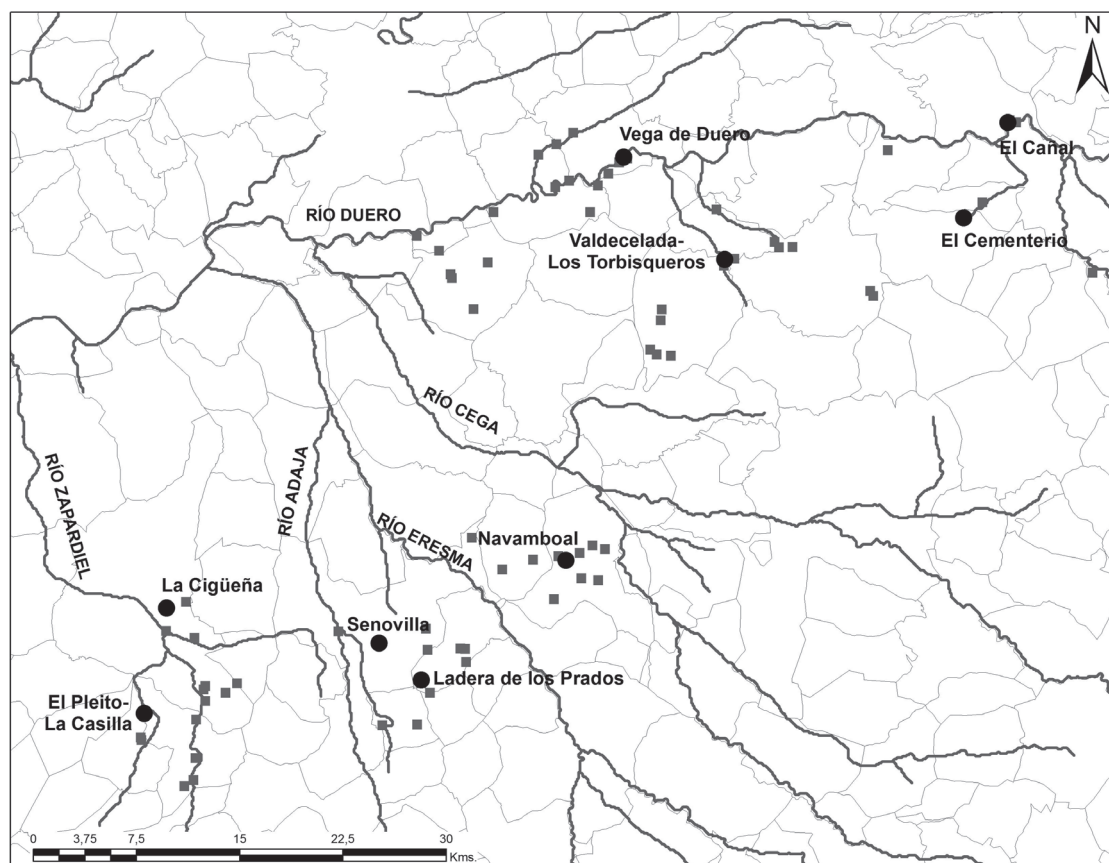 N
Vega de Duero
El Cañal
RÍO DUERO
El Cementerio
Valdecelada-
Los Torbisqueros
RÍO CEGA
RÍO ZAPARDIEL
RÍO ADAJA
RÍO ERESMA
Navamboal
La Cigüeña
Senovilla
Ladera de los Prados
El Pleito-
La Casilla
0 3,75 7,5 15 22,5 30
Kms.